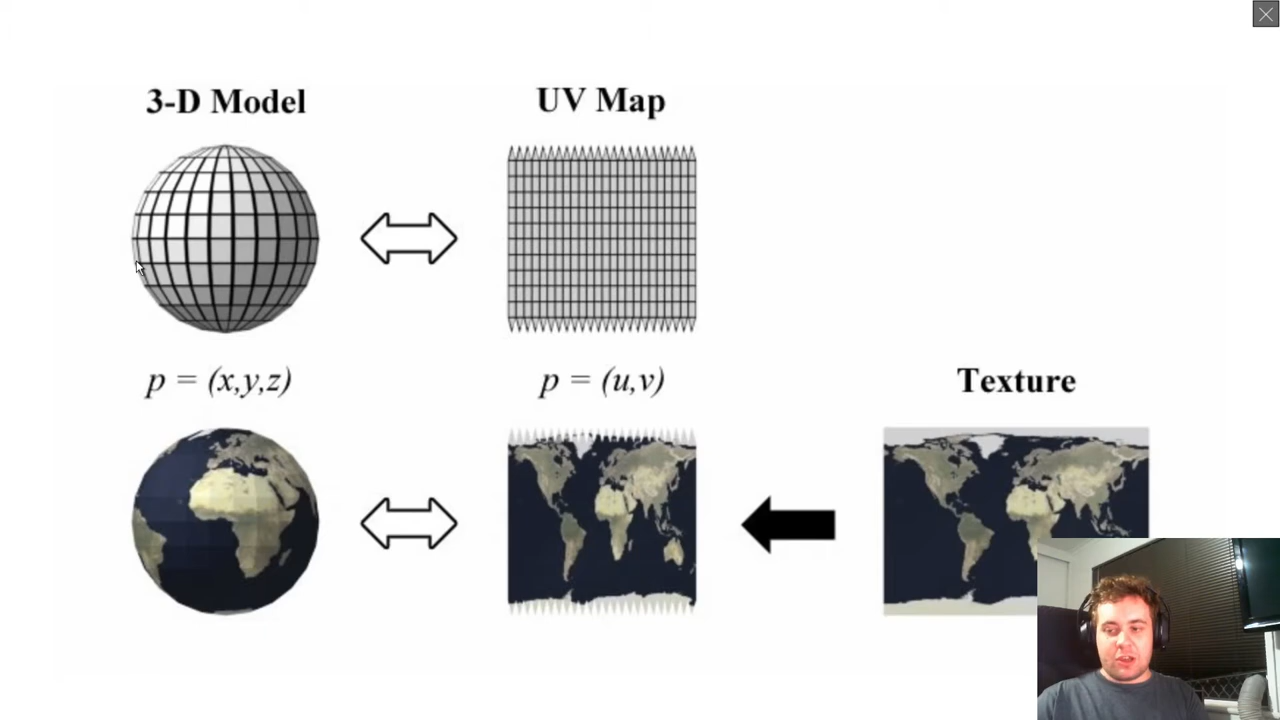 3-D Model
UV Map
p = (x,y,z)
p = (u,v)
Texture